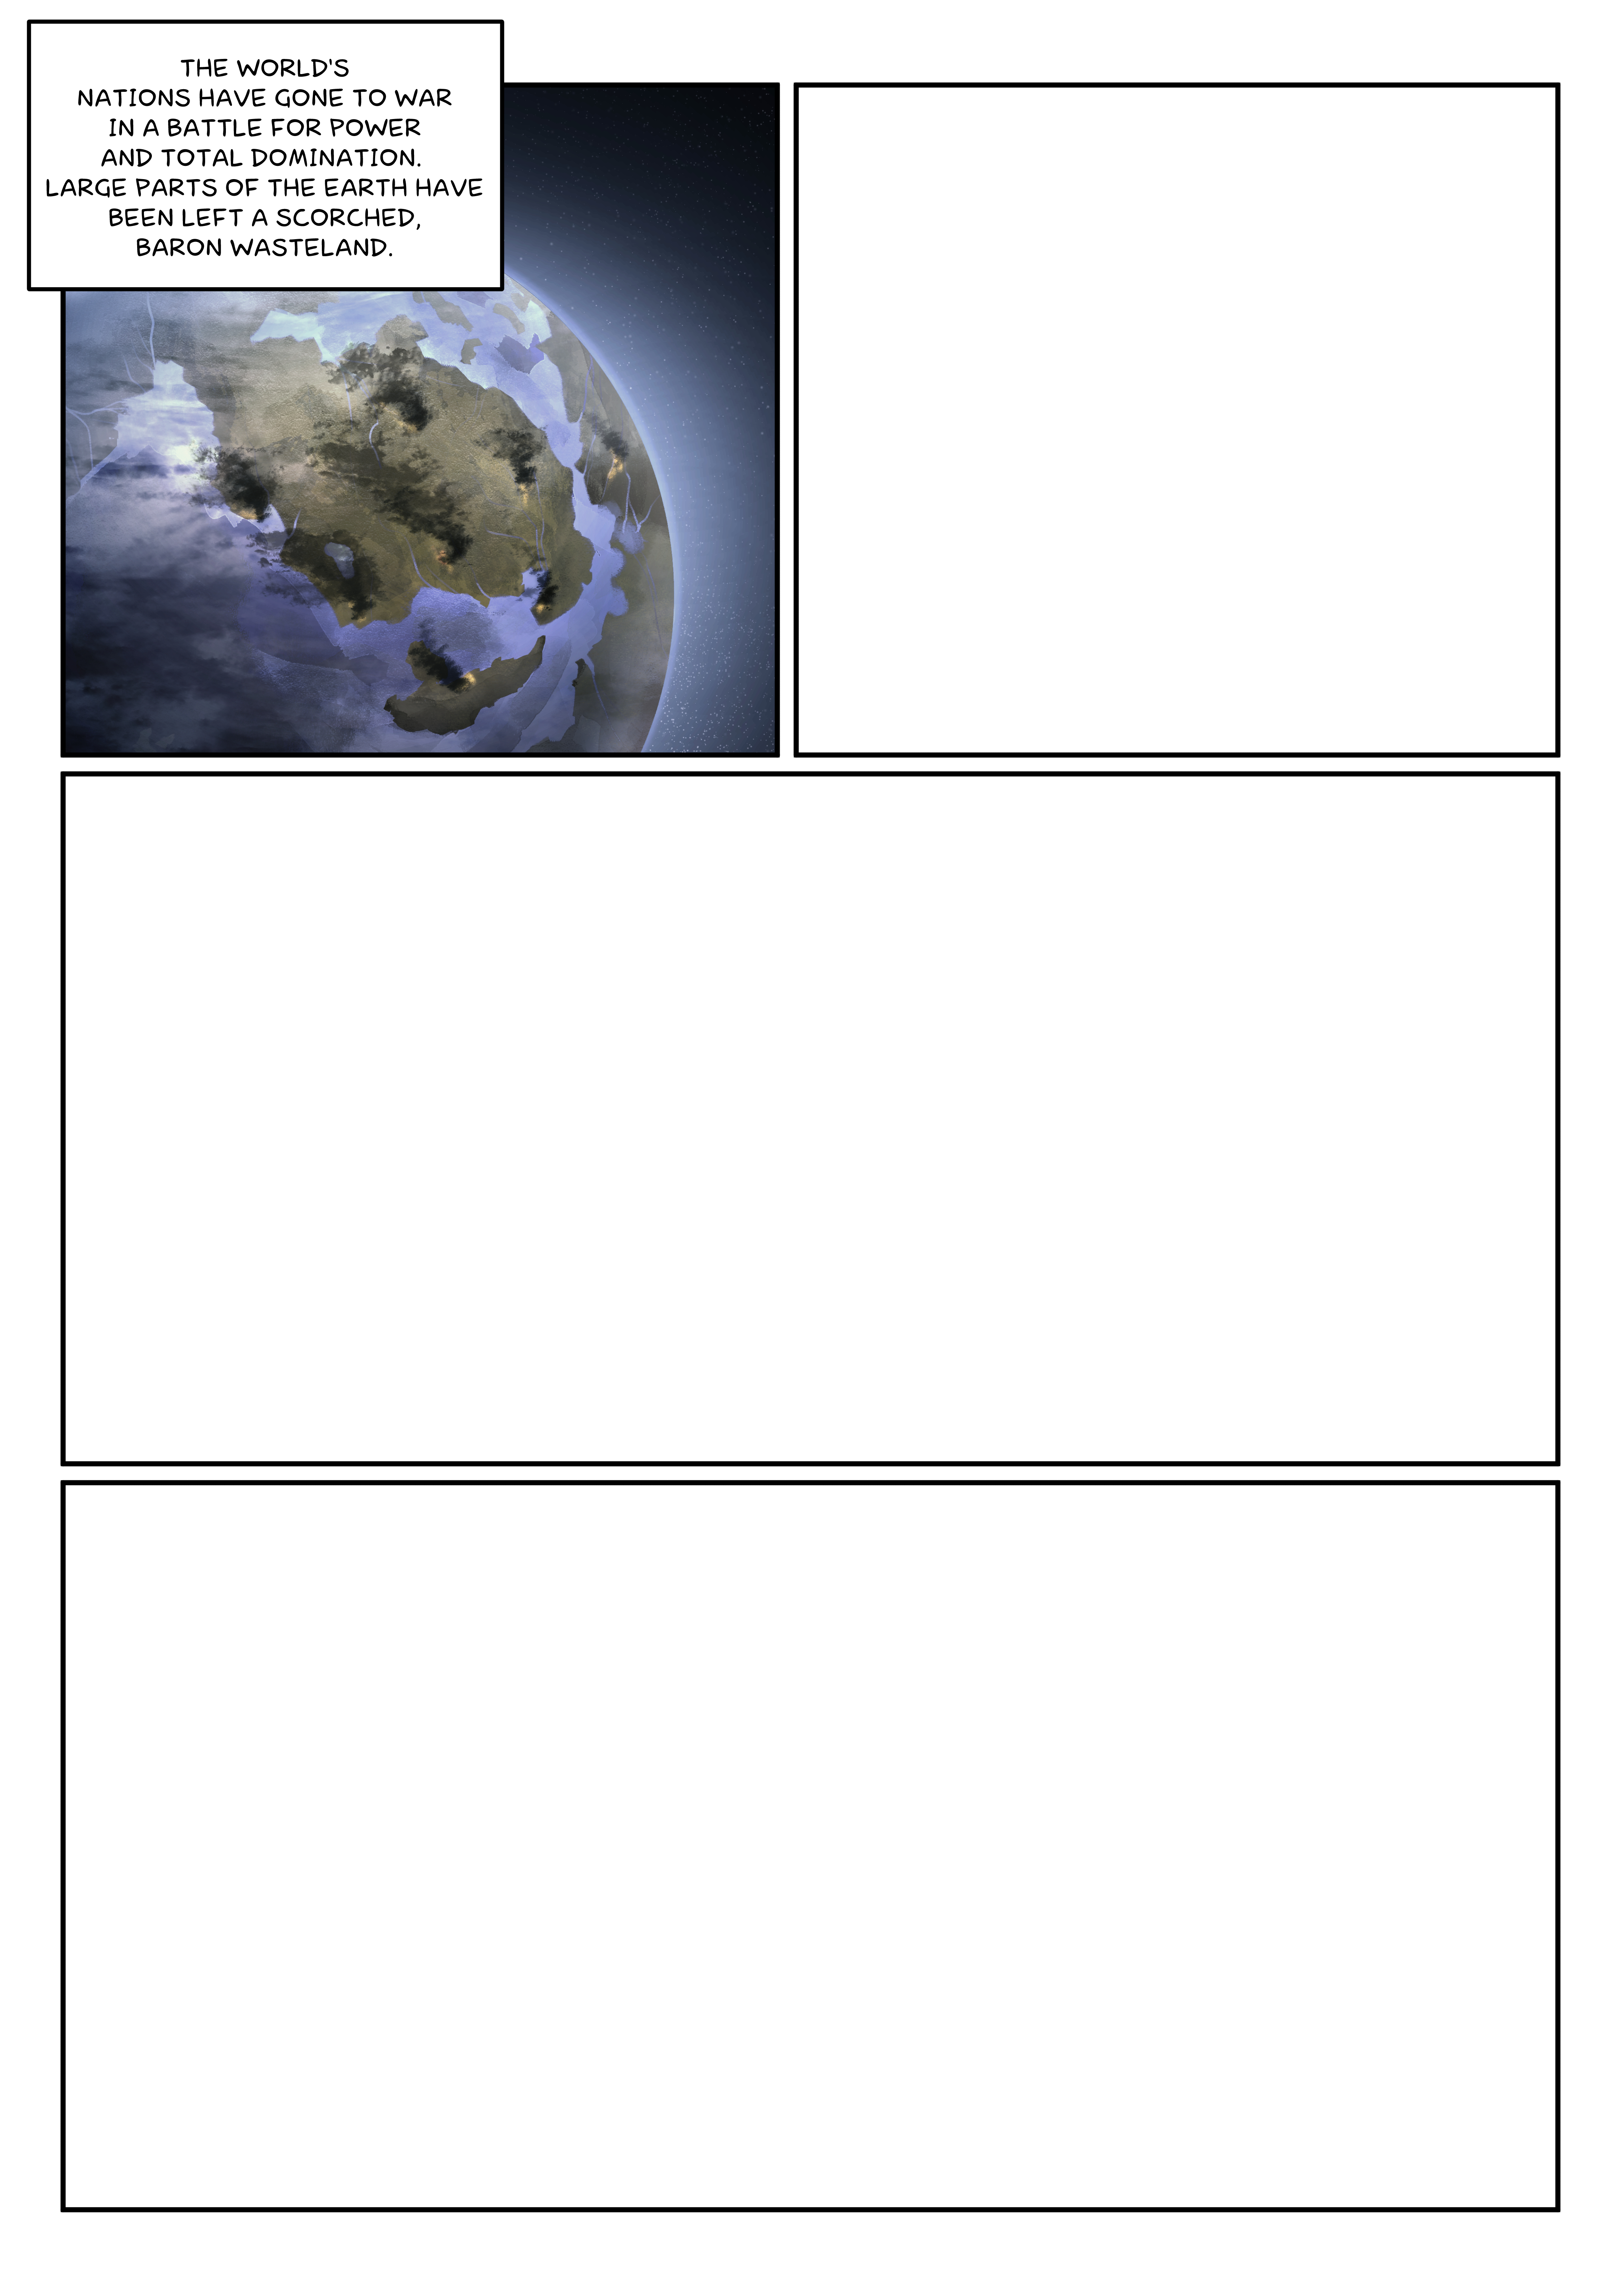 THE WORLD'S
NATIONS HAVE GONE TO WAR
IN A BATTLE FOR POWER
AND TOTAL DOMINATION.
LARGE PARTS OF THE EARTH HAVE
BEEN LEFT A SCORCHED,
BARON WASTELAND.